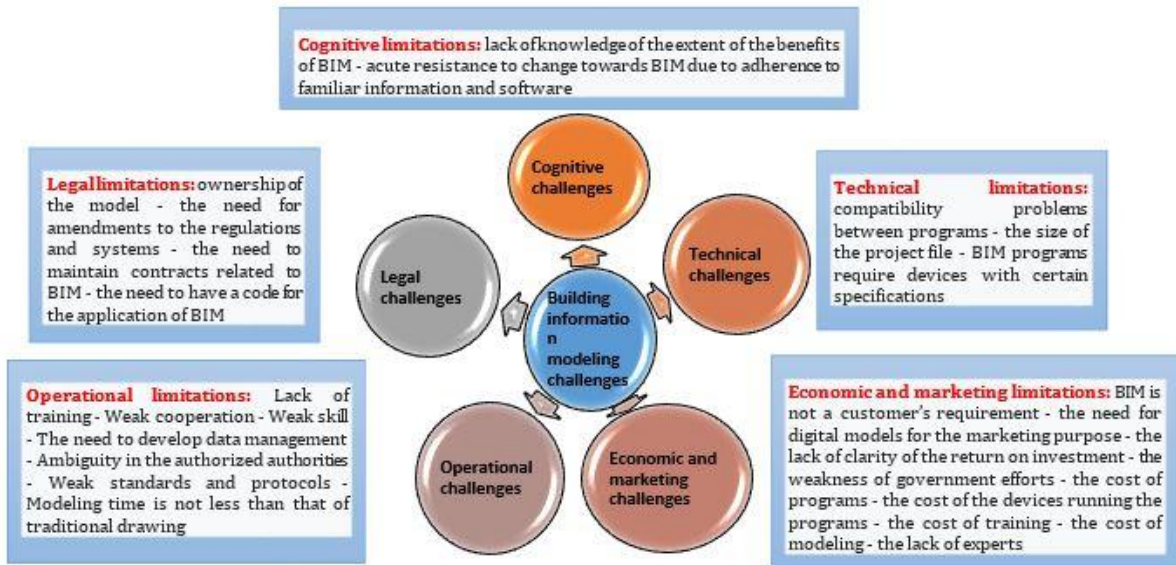 Cognitive limitations: lack of knowledge of the extent of the benefits
of BIM - acute resistance to change towards BIM due to adherence to
familiar information and software
Legal limitations: ownership of
the model - the need for
amendments to the regulations
and systems - the need to
maintain contracts related to
BIM - the need to have a code for
the application of BIM
Cognitive
challenges
Technical limitations:
compatibility problems
between programs - the size of
the project file - BIM programs
require devices with certain
specifications
Legal
challenges
Technical
challenges
Building
informatio
n
modeling
challenges
Operational limitations: Lack of
training - Weak cooperation - Weak skill
- The need to develop data management
- Ambiguity in the authorized authorities
- Weak standards and protocols -
Modeling time is not less than that of
traditional drawing
Operational
challenges
Economic and
marketing
challenges
Economic and marketing limitations: BIM is
not a customer's requirement - the need for
digital models for the marketing purpose - the
lack of clarity of the return on investment - the
weakness of government efforts - the cost of
programs - the cost of the devices running the
programs - the cost of training - the cost of
modeling - the lack of experts